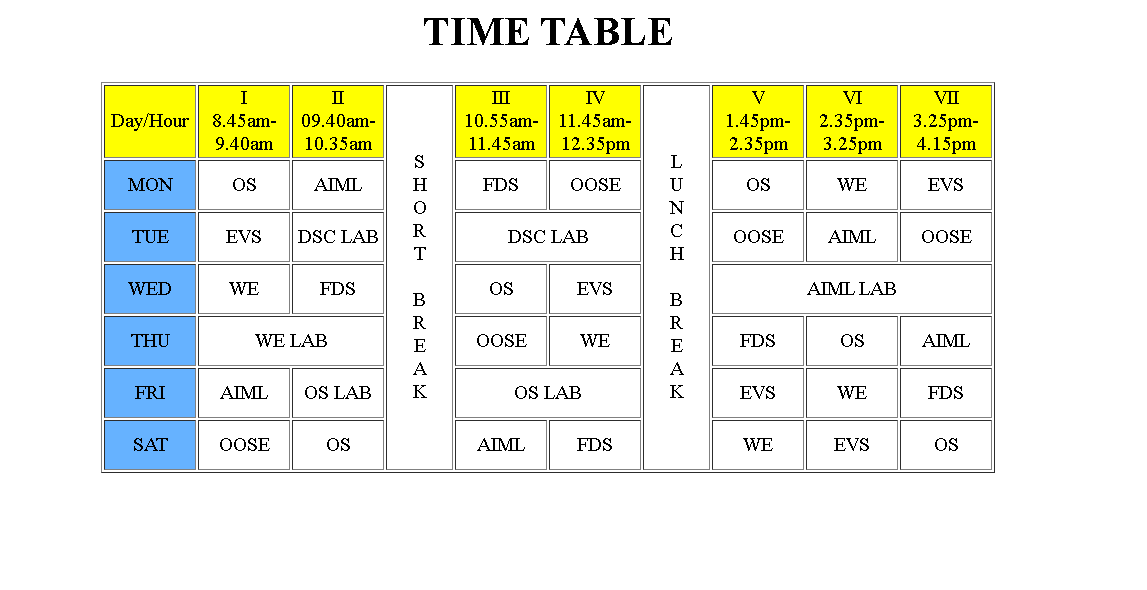 TIME TABLE
Day/Hour
I
8.45am-
9.40am
II
09.40am-
10.35am
SHORT BREAK
III
10.55am-
11.45am
IV
11.45am-
12.35pm
LUNCH BREAK
V
1.45pm-
2.35pm
VI
2.35pm-
3.25pm
VII
3.25pm-
4.15pm
MON OS AIML FDS OOSE OS WE EVS
TUE EVS DSC LAB DSC LAB OOSE AIML OOSE
WED WE FDS OS EVS AIML LAB
THU WE LAB OOSE WE FDS OS AIML
FRI AIML OS LAB OS LAB EVS WE FDS
SAT OOSE OS AIML FDS WE EVS OS